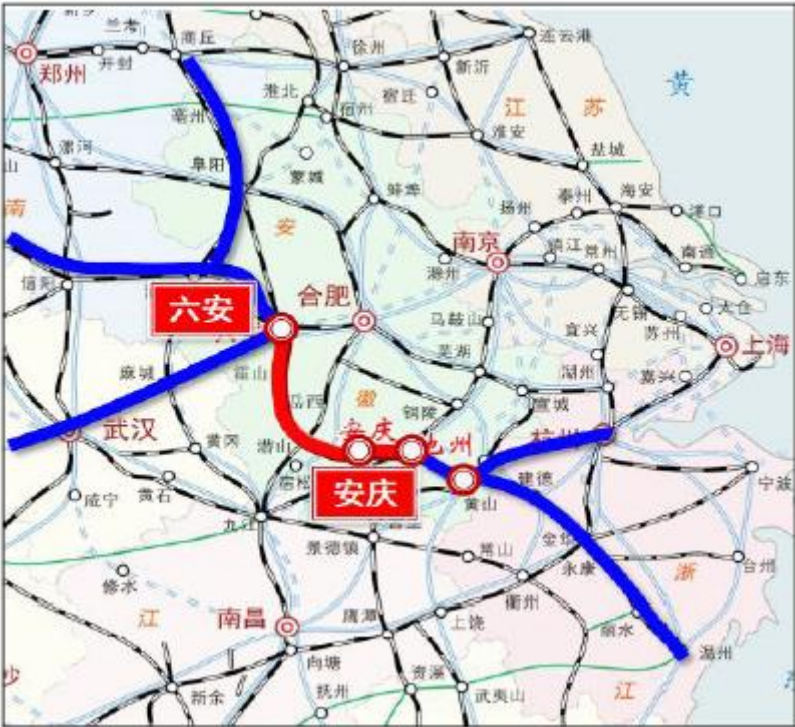 兰考
商丘
郑州
开封
徐州
连云港
新沂
淮北
宿州
宿迁
江
苏
黄
亳州
淮安
盐城
漯河
阜阳
蒙城
蚌埠
南
安
扬州
泰州
海安
洋口
南京
镇江
常州
南通
滁州
启东
信阳
六安
合肥
马鞍山
无锡
太仓
苏州
宜兴
上海
芜湖
湖州
嘉兴
麻城
霍山
岳西
徽
铜陵
宣城
武汉
黄冈
潜山
安庆
安庆
宿松
黄山
建德
宁波
咸宁
黄石
九江
景德镇
常山
金华
永康
台州
浙
修水
衢州
江
南昌
鹰潭
上饶
丽水
温州
向塘
资溪
江
新余
抚州
武夷山